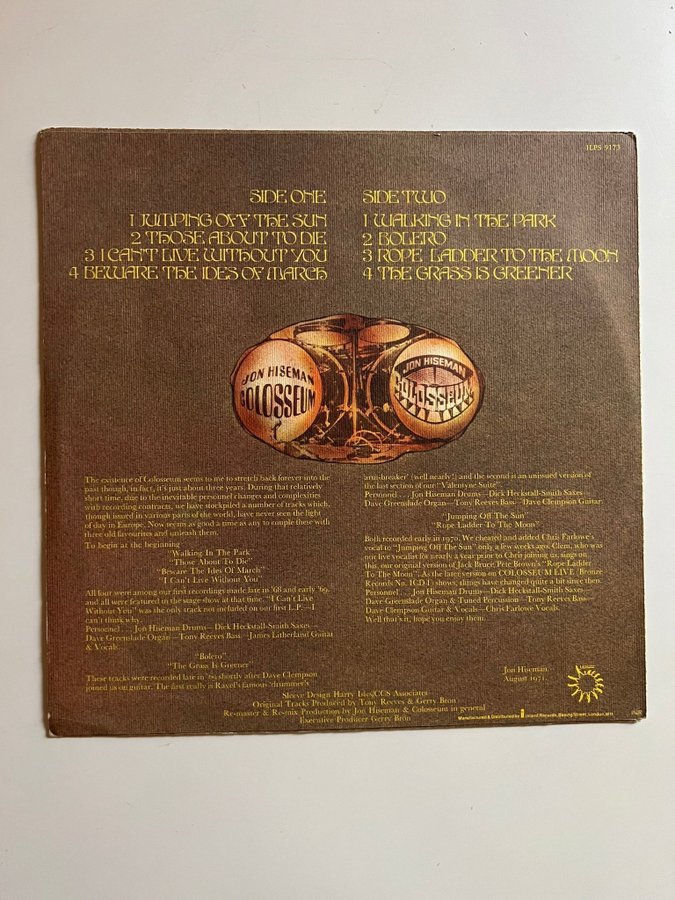 ILPS 9173
SIDE ONE
1 JUMPING OFF THE SUN
2 THOSE ABOUT TO DIE
3 I CAN'T LIVE WITHOUT YOU
4 BEWARE THE IDES OF MARCH
SIDE TWO
1 WALKING IN THE PARK
2 BOLERO
3 ROPE LADDER TO THE MOON
4 THE GRASS IS GREENER
JON HISEMAN
COLOSSEUM
JON HISEMAN
COLOSSEUM
The existence of Colosseum seems to me to stretch back forever into the
past though, in fact, it's just about three years. During that relatively
short time, due to the inevitable personnel changes and complexities
with recording contracts, we have stockpiled a number of tracks which,
though issued in various parts of the world, have never seen the light
of day in Europe. Now seems as good a time as any to couple these with
three old favourites and unleash them.
To begin at the beginning
"Walking In The Park"
"Those About To Die"
"Beware The Ides Of March"
"I Can't Live Without You"
All four were among our first recordings made late in '68 and early '69,
and all were featured in the stage show at that time. "I Can't Live
Without You" was the only track not included on our first L.P.—I
can't think why.
Personnel . . . Jon Hiseman Drums—Dick Heckstall-Smith Saxes—
Dave Greenslade Organ—Tony Reeves Bass—James Litherland Guitar
& Vocals
"Bolero"
"The Grass Is Greener"
These tracks were recorded late in '69 shortly after Dave Clempson
joined us on guitar. The first really is Ravel's famous 'drummer's
arm-breaker' (well nearly!) and the second is an unissued version of
the last section of our "Valentyne Suite".
Personnel . . . Jon Hiseman Drums—Dick Heckstall-Smith Saxes—
Dave Greenslade Organ—Tony Reeves Bass—Dave Clempson Guitar.
"Jumping Off The Sun"
"Rope Ladder To The Moon"
Both recorded early in 1970. We cheated and added Chris Farlowe's
vocal to "Jumping Off The Sun" only a few weeks ago. Clem, who was
our live vocalist for nearly a year prior to Chris joining us, sings on
this, our original version of Jack Bruce/Pete Brown's "Rope Ladder
To The Moon". As the later version on COLOSSEUM LIVE (Bronze
Records No. ICD 1) shows, things have changed quite a bit since then.
Personnel . . . Jon Hiseman Drums—Dick Heckstall-Smith Saxes—
Dave Greenslade Organ & Tuned Percussion—Tony Reeves Bass—
Dave Clempson Guitar & Vocals—Chris Farlowe Vocals.
Well that's it, hope you enjoy them.
Jon Hiseman
August 1971.
Sleeve Design Harry Isles/CCS Associates
Original Tracks Produced by Tony Reeves & Gerry Bron
Re-master & Re-mix Production by Jon Hiseman & Colosseum in general
Executive Producer Gerry Bron
Manufactured & Distributed by Island Records, Basing Street, London, W11